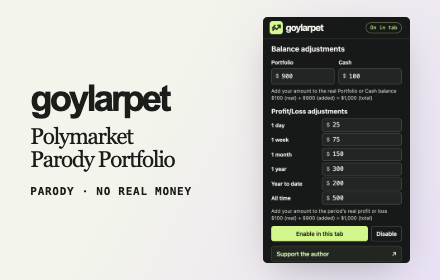 goylarpet
Polymarket
Parody Portfolio
PARODY · NO REAL MONEY
goylarpet
On in tab
Balance adjustments
Portfolio Cash
$ 900 $ 100
Add your amount to the real Portfolio or Cash balance
$100 (real) + $900 (added) = $1,000 (total)
Profit/Loss adjustments
1 day $ 25
1 week $ 75
1 month $ 150
1 year $ 300
Year to date $ 200
All time $ 500
Add your amount to the period's real profit or loss
$100 (real) + $900 (added) = $1,000 (total)
Enable in this tab Disable
Support the author ↗